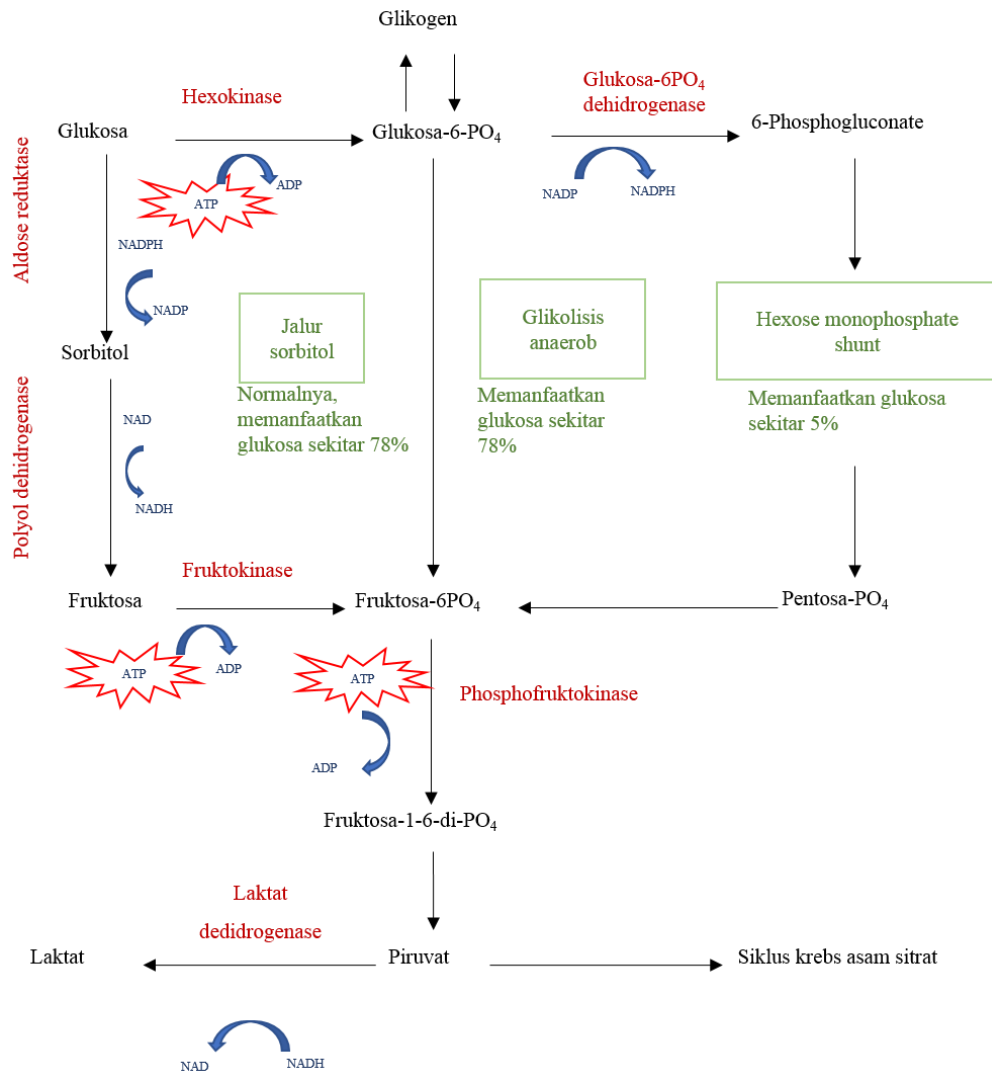 Glikogen
Hexokinase
Glukosa-6PO₄
dehidrogenase
Glukosa
Glukosa-6-PO₄
6-Phosphogluconate
ATP
ADP
NADP
NADPH
Aldose reduktase
NADPH
NADP
Jalur
sorbitol
Glikolisis
anaerob
Hexose monophosphate
shunt
Sorbitol
Normalnya,
memanfaatkan
glukosa sekitar 78%
Memanfaatkan
glukosa sekitar
78%
Memanfaatkan glukosa
sekitar 5%
Polyol dehidrogenase
NAD
NADH
Fruktokinase
Fruktosa
Fruktosa-6PO₄
Pentosa-PO₄
ATP
ADP
ATP
Phosphofruktokinase
ADP
Fruktosa-1-6-di-PO₄
Laktat
dedidrogenase
Laktat
Piruvat
Siklus krebs asam sitrat
NAD
NADH